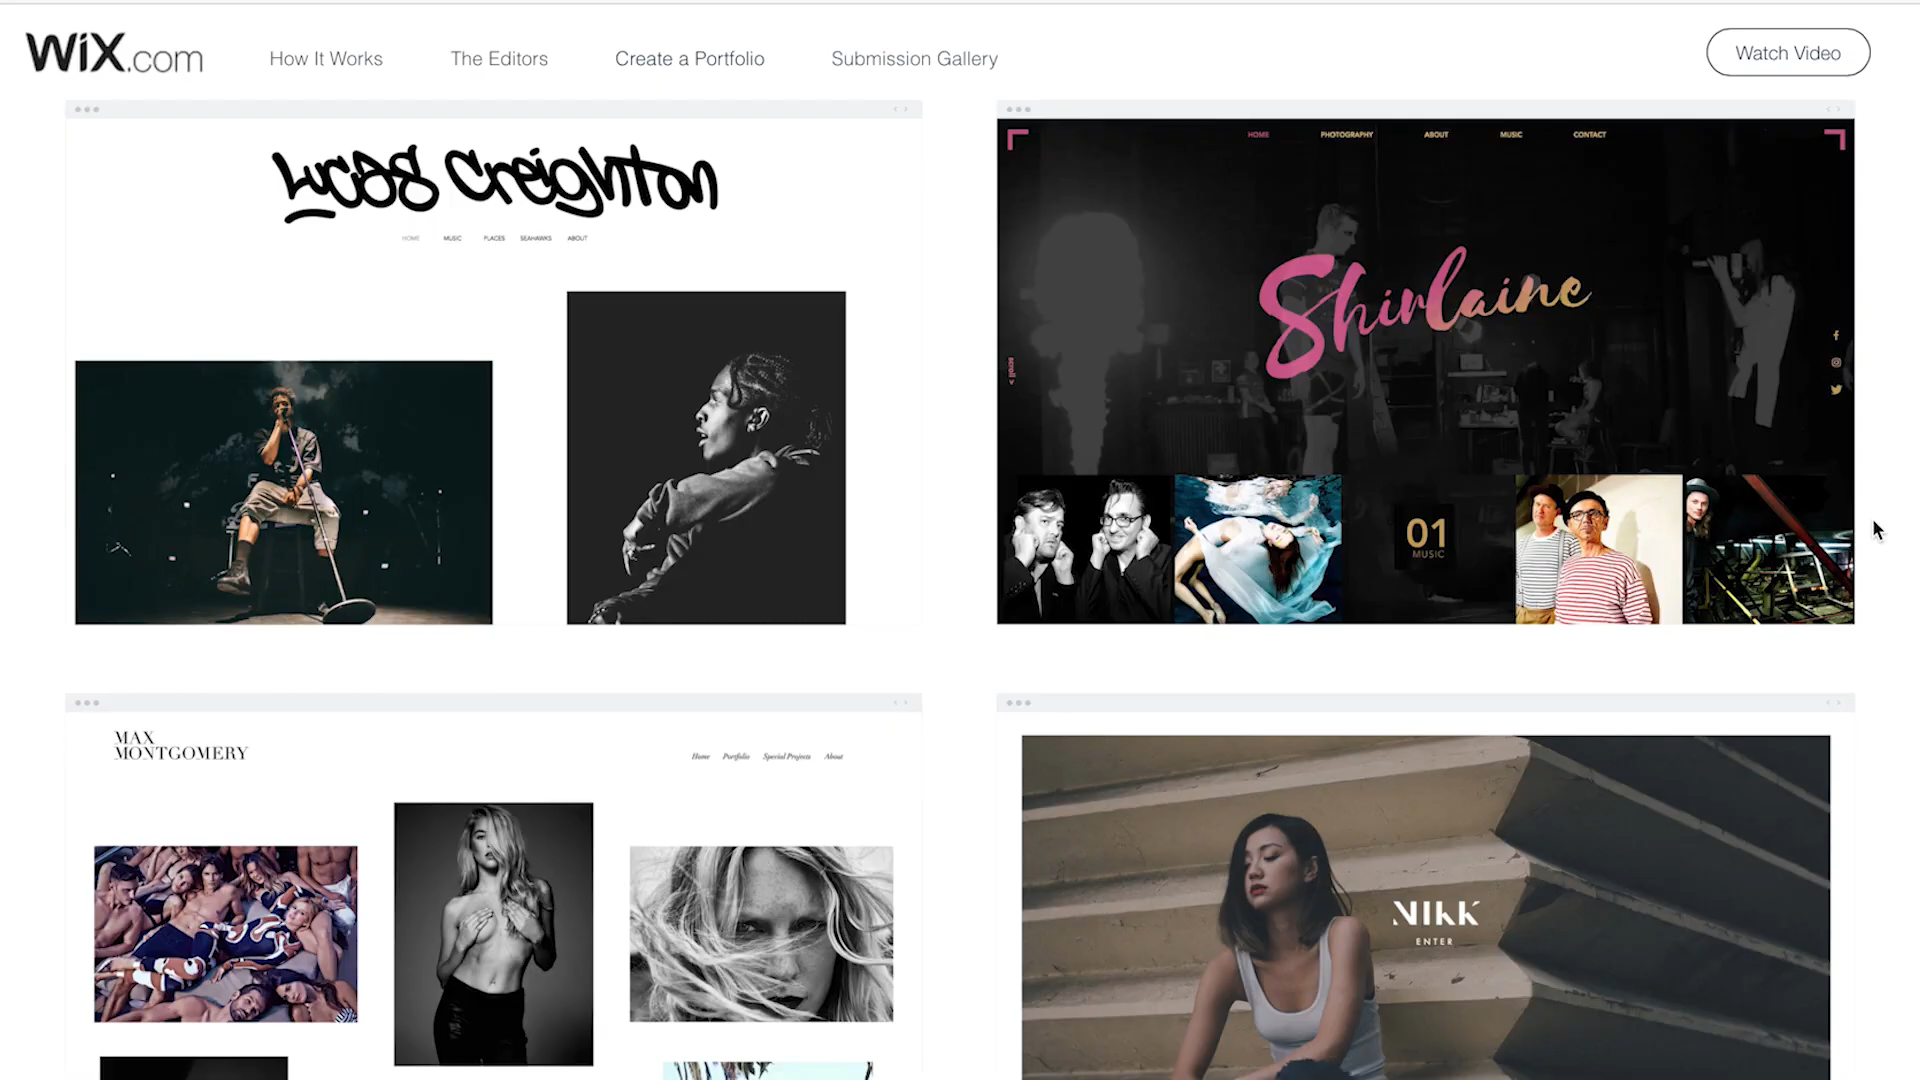 WiX.com
How It Works
The Editors
Create a Portfolio
Submission Gallery
Watch Video
Lucas Creighton
HOME MUSIC PLACES SEAHAWKS ABOUT
HOME PHOTOGRAPHY ABOUT MUSIC CONTACT
Shirlaine
scroll >
01
MUSIC
MAX
MONTGOMERY
Home Portfolio Special Projects About
NIKK
ENTER